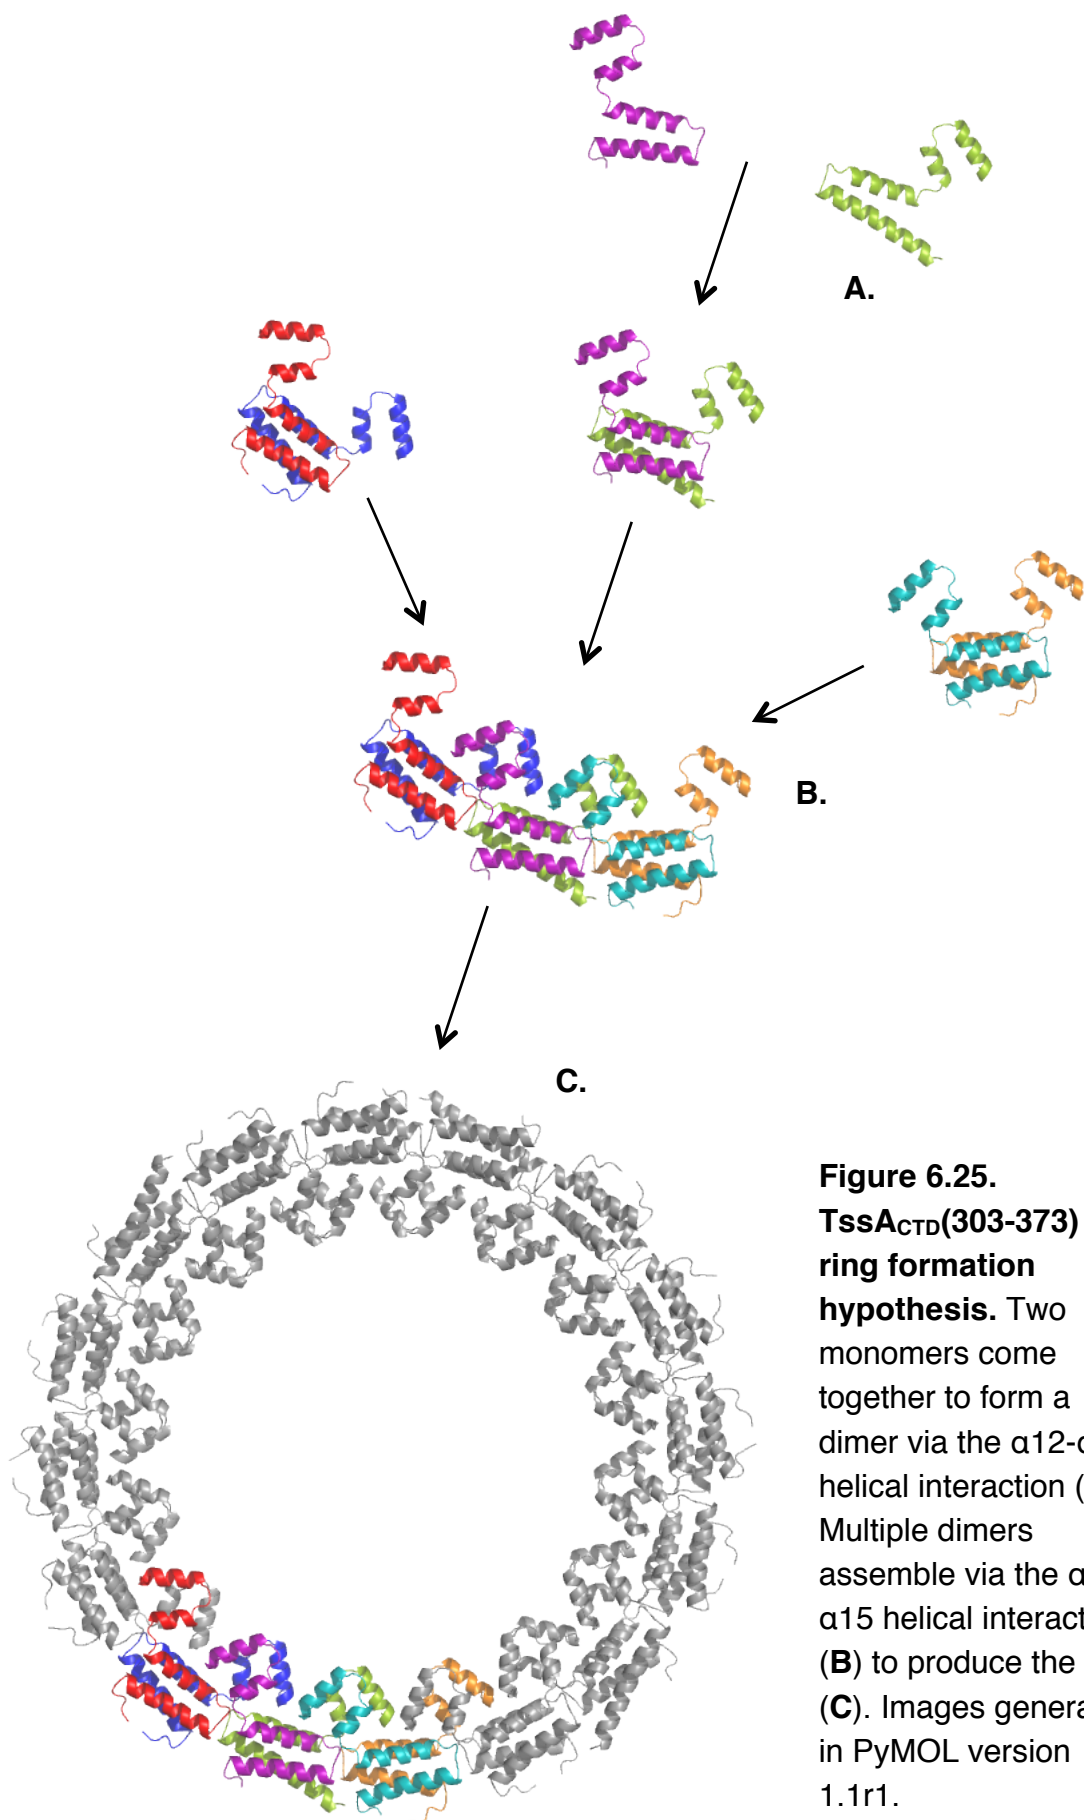 A.
B.
C.
Figure 6.25.
TssACTD(303-373)
ring formation
hypothesis. Two
monomers come
together to form a
dimer via the α12-α
helical interaction (
Multiple dimers
assemble via the α
α15 helical interact
(B) to produce the
(C). Images genera
in PyMOL version
1.1r1.